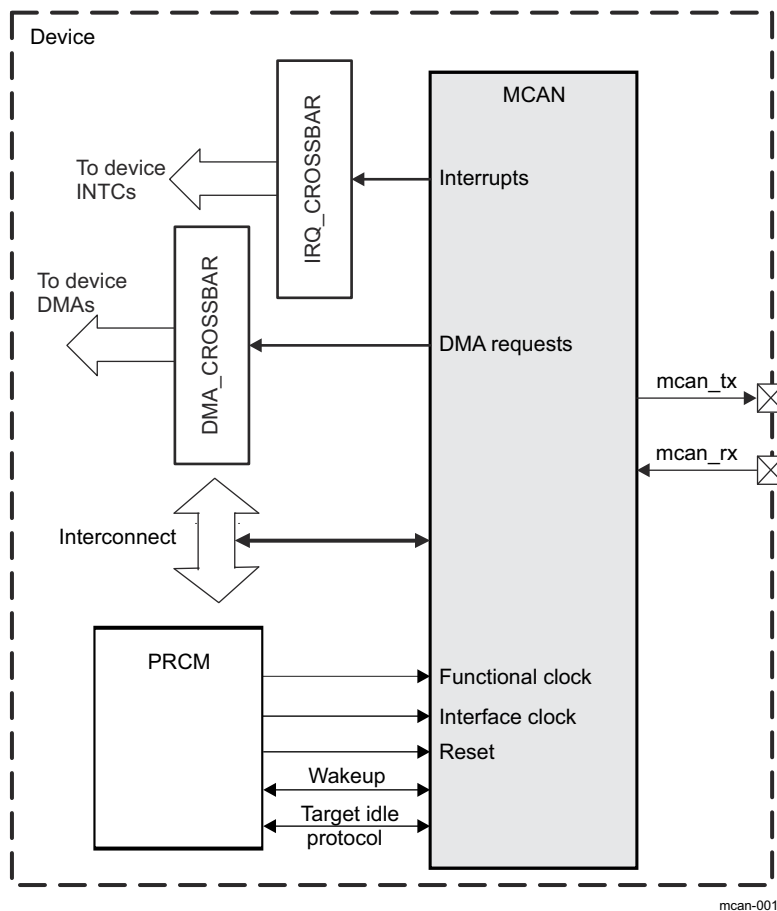 Device
MCAN
IRQ_CROSSBAR
To device
INTCs
Interrupts
DMA_CROSSBAR
To device
DMAs
DMA requests
mcan_tx
mcan_rx
Interconnect
PRCM
Functional clock
Interface clock
Reset
Wakeup
Target idle
protocol
mcan-001